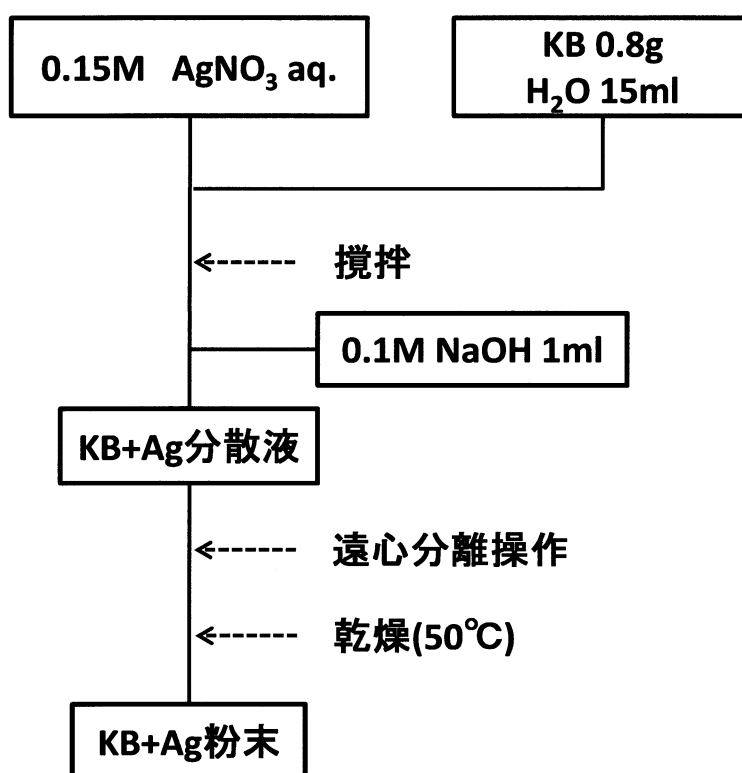 0.15M AgNO₃ aq.
KB 0.8g
H₂O 15ml
撹拌
0.1M NaOH 1ml
KB+Ag分散液
遠心分離操作
乾燥(50℃)
KB+Ag粉末